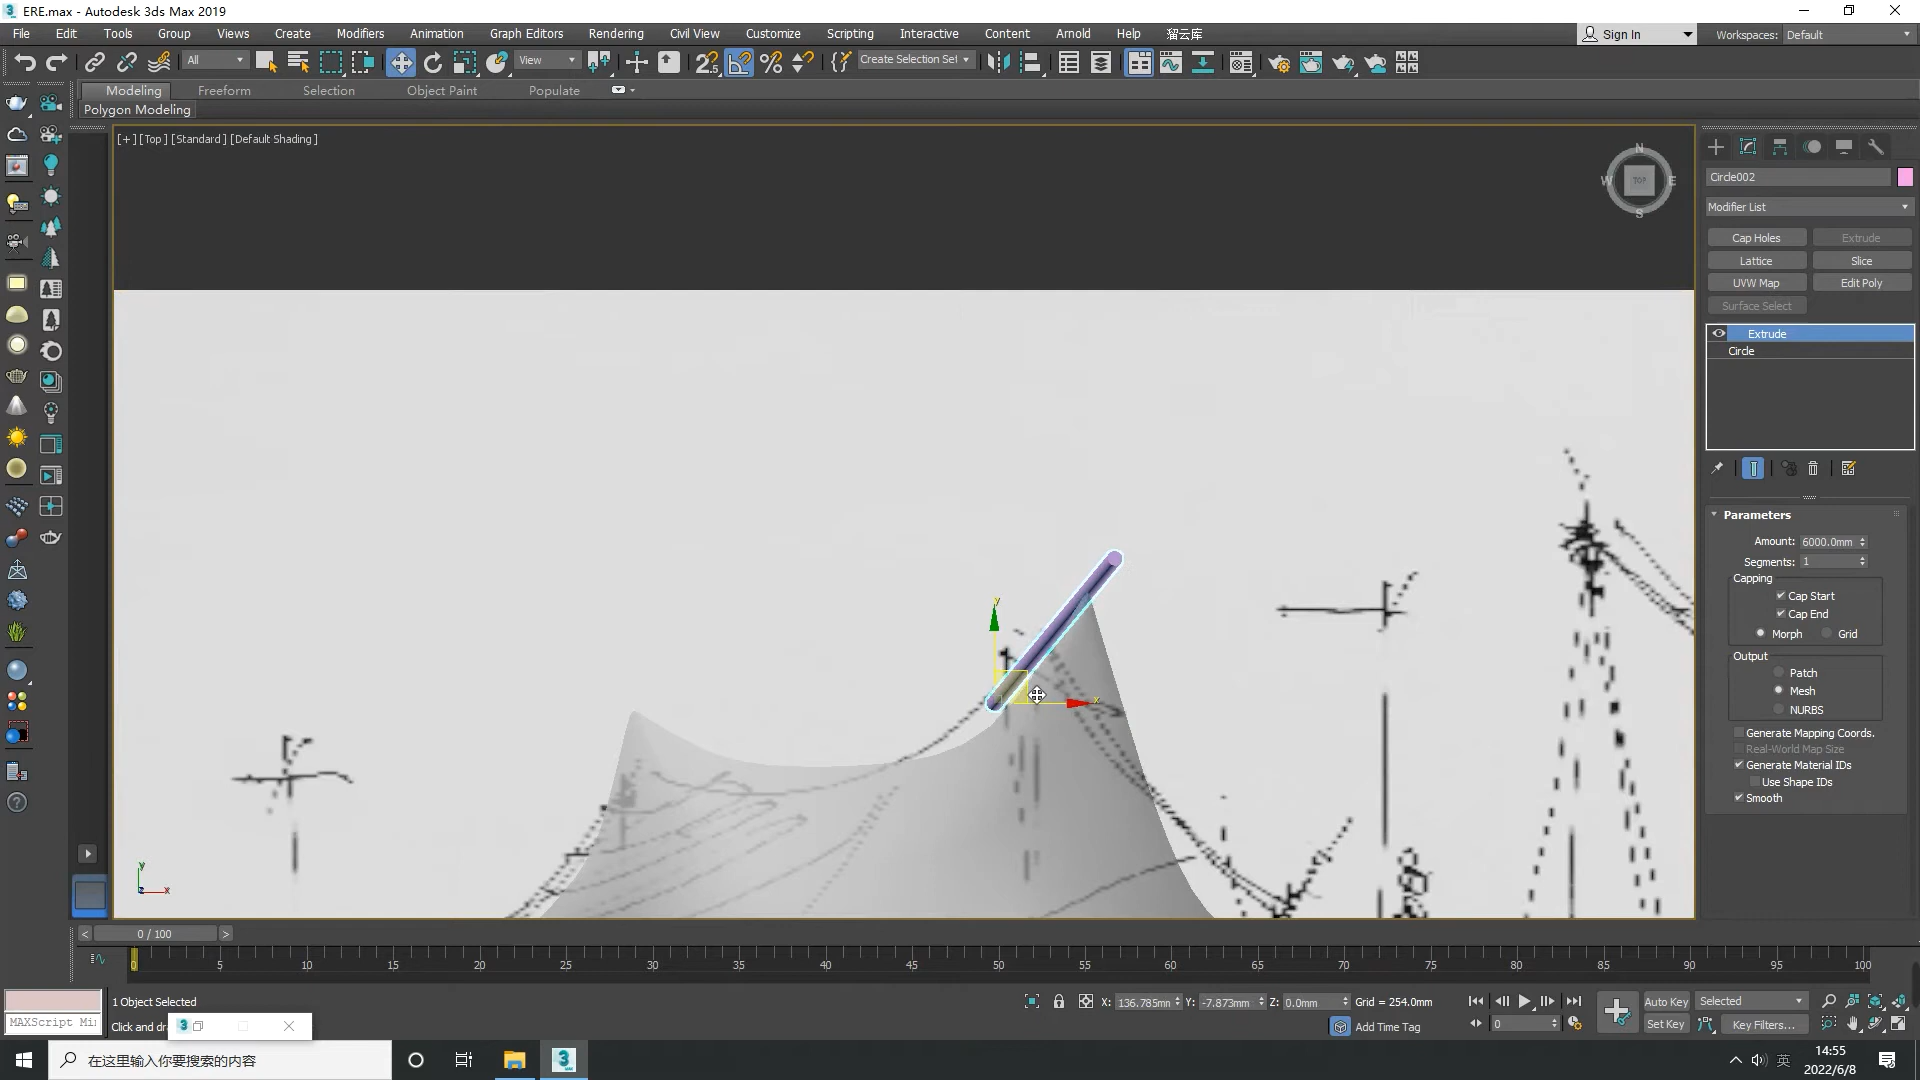 ERE.max - Autodesk 3ds Max 2019
File Edit Tools Group Views Create Modifiers Animation Graph Editors Rendering Civil View Customize Scripting Interactive Content Arnold Help 溜云库
Sign In Workspaces: Default
All View Create Selection Set
Modeling Freeform Selection Object Paint Populate
Polygon Modeling
[+] [Top] [Standard] [Default Shading]
N
W TOP E
S
Circle002
Modifier List
Cap Holes Extrude
Lattice Slice
UVW Map Edit Poly
Surface Select
Extrude
Circle
Parameters
Amount: 6000.0mm
Segments: 1
Capping
Cap Start
Cap End
Morph Grid
Output
Patch
Mesh
NURBS
Generate Mapping Coords.
Real-World Map Size
Generate Material IDs
Use Shape IDs
Smooth
y
x
y
x
< 0 / 100 >
0 5 10 15 20 25 30 35 40 45 50 55 60 65 70 75 80 85 90 95 100
1 Object Selected X: 136.785mm Y: -7.873mm Z: 0.0mm Grid = 254.0mm Auto Key Selected
MAXScript Mi Click and dra 3 Add Time Tag 0 Set Key Key Filters...
在这里输入你要搜索的内容
英
14:55
2022/6/8